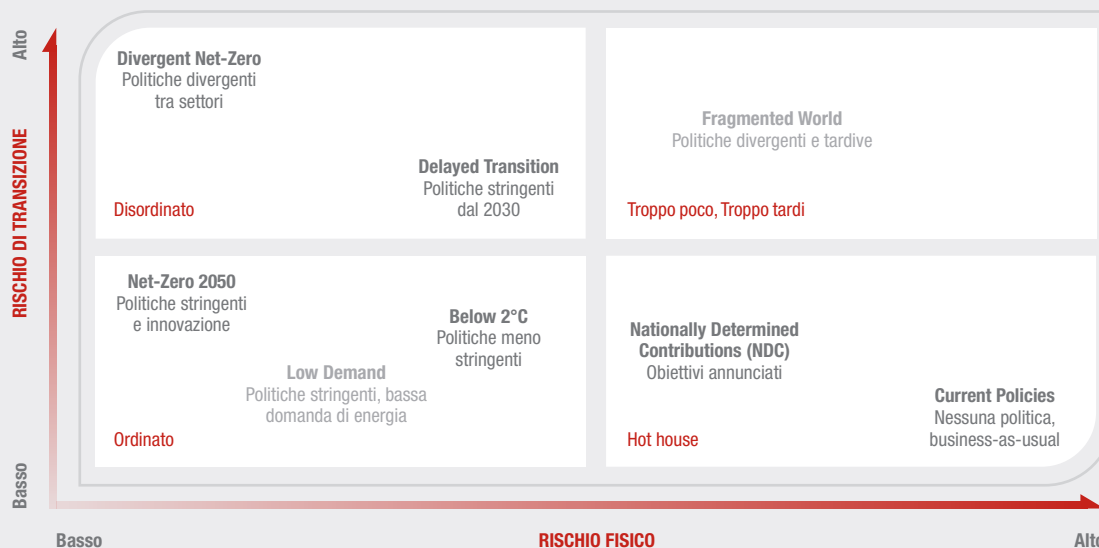 Alto
RISCHIO DI TRANSIZIONE
Basso
Divergent Net-Zero
Politiche divergenti
tra settori
Delayed Transition
Politiche stringenti
dal 2030
Disordinato
Fragmented World
Politiche divergenti e tardive
Troppo poco, Troppo tardi
Net-Zero 2050
Politiche stringenti
e innovazione
Below 2°C
Politiche meno
stringenti
Low Demand
Politiche stringenti, bassa
domanda di energia
Ordinato
Nationally Determined
Contributions (NDC)
Obiettivi annunciati
Current Policies
Nessuna politica,
business-as-usual
Hot house
Basso
RISCHIO FISICO
Alto